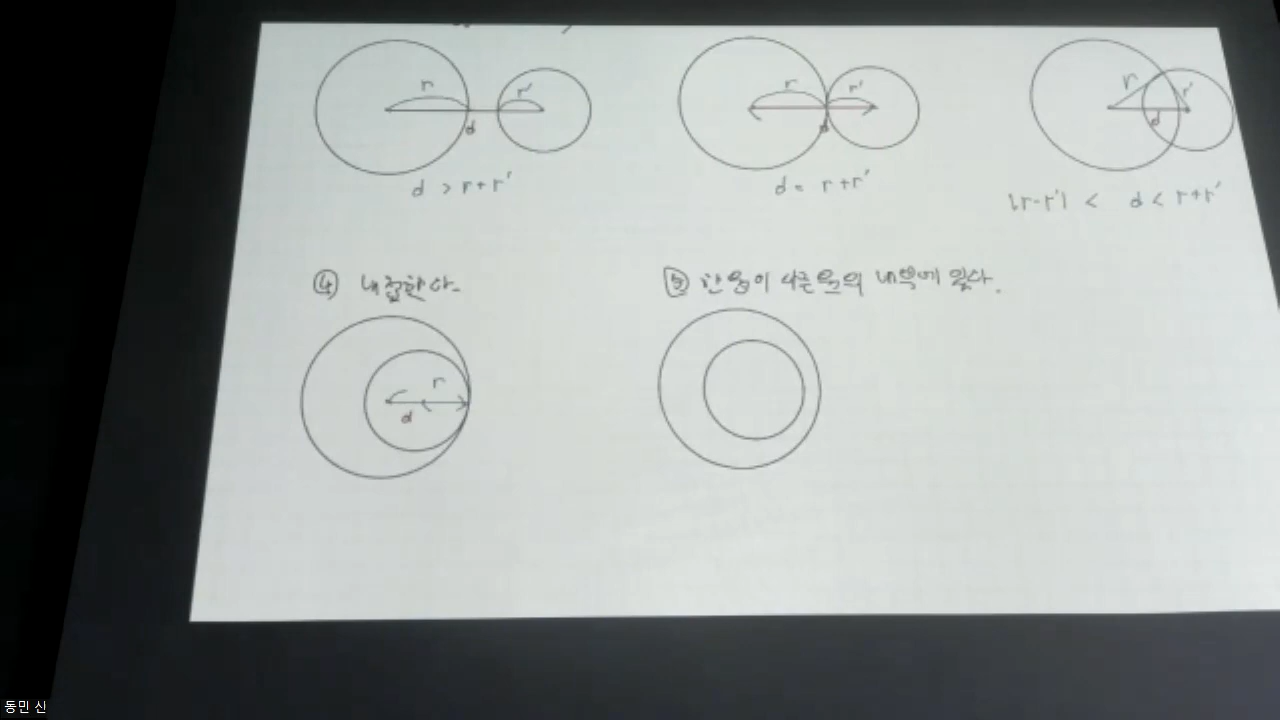 r r'
d
d > r+r'
r r'
d
d = r+r'
r r'
d
|r-r'| < d < r+r'
④ 내접한다.
r
d
⑤ 한 원이 다른 원의 내부에 있다.
동민 신